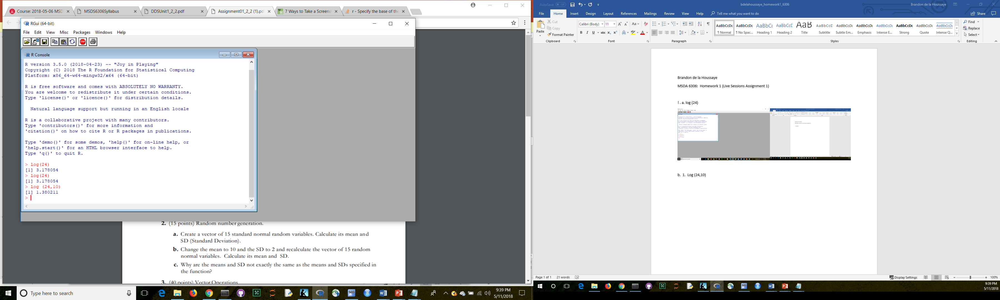 Course: 2018-05-06 MSD
MSDS6306Syllabus
DDSUnit1_2_2.pdf
Assignment01_2_2 (1).pdf
7 Ways to Take a Screens
r - Specify the base of the
RGui (64-bit)
File Edit View Misc Packages Windows Help
STOP
R Console
R version 3.5.0 (2018-04-23) -- "Joy in Playing"
Copyright (C) 2018 The R Foundation for Statistical Computing
Platform: x86_64-w64-mingw32/x64 (64-bit)
R is free software and comes with ABSOLUTELY NO WARRANTY.
You are welcome to redistribute it under certain conditions.
Type 'license()' or 'licence()' for distribution details.
Natural language support but running in an English locale
R is a collaborative project with many contributors.
Type 'contributors()' for more information and
'citation()' on how to cite R or R packages in publications.
Type 'demo()' for some demos, 'help()' for on-line help, or
'help.start()' for an HTML browser interface to help.
Type 'q()' to quit R.
> log(24)
[1] 3.178054
> log(24)
[1] 3.178054
> log (24,10)
[1] 1.380211
>
2. (15 points) Random number generation.
a. Create a vector of 15 standard normal random variables. Calculate its mean and
SD (Standard Deviation).
b. Change the mean to 10 and the SD to 2 and recalculate the vector of 15 random
normal variables. Calculate its mean and SD.
c. Why are the means and SD not exactly the same as the means and SDs specified in
the function?
3. (40 points) Vector Operations
Type here to search
9:39 PM
5/11/2018
AutoSave Off
bdelahoussaye_homework1_6306
Brandon de la Houssaye
File Home Insert Design Layout References Mailings Review View Help Tell me what you want to do
Share
Paste
Cut
Copy
Format Painter
Clipboard
Calibri (Body) 11
Font
Paragraph
AaBbCcDc AaBbCcDc AaBbC( AaBbCcD AaB AaBbCcD AaBbCcDc AaBbCcDc AaBbCcDc AaBbCcDc AaBbCcDc AaBbCcDc
¶ Normal ¶ No Spac... Heading 1 Heading 2 Title Subtitle Subtle Em... Emphasis Intense E... Strong Quote Intense Q...
Styles
Find
Replace
Select
Editing
Brandon de la Houssaye
MSDA 6306: Homework 1 (Live Sessions Assignment 1)
! . a. log (24)
b. 1. Log (24,10)
Page 1 of 1 21 words
Display Settings
100%
9:39 PM
5/11/2018